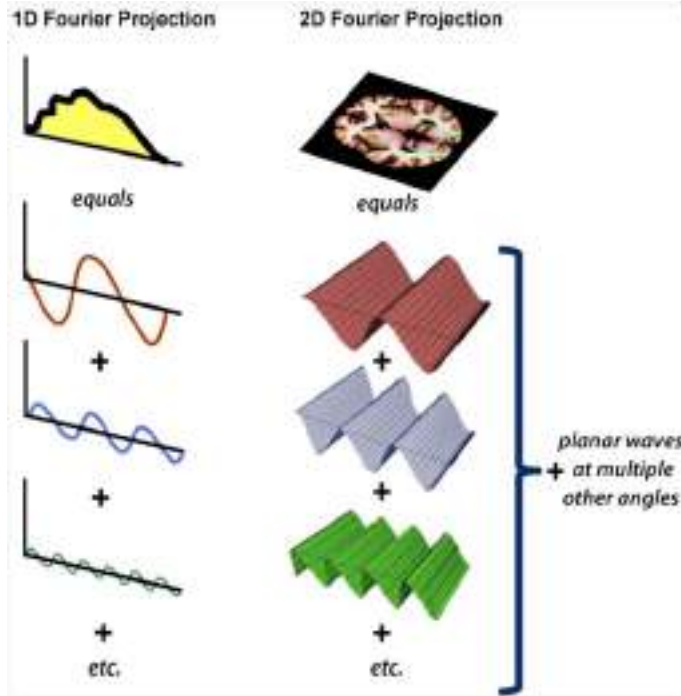 1D Fourier Projection
2D Fourier Projection
equals
equals
+
+
+
+
+
+
etc.
etc.
+ planar waves
at multiple
other angles